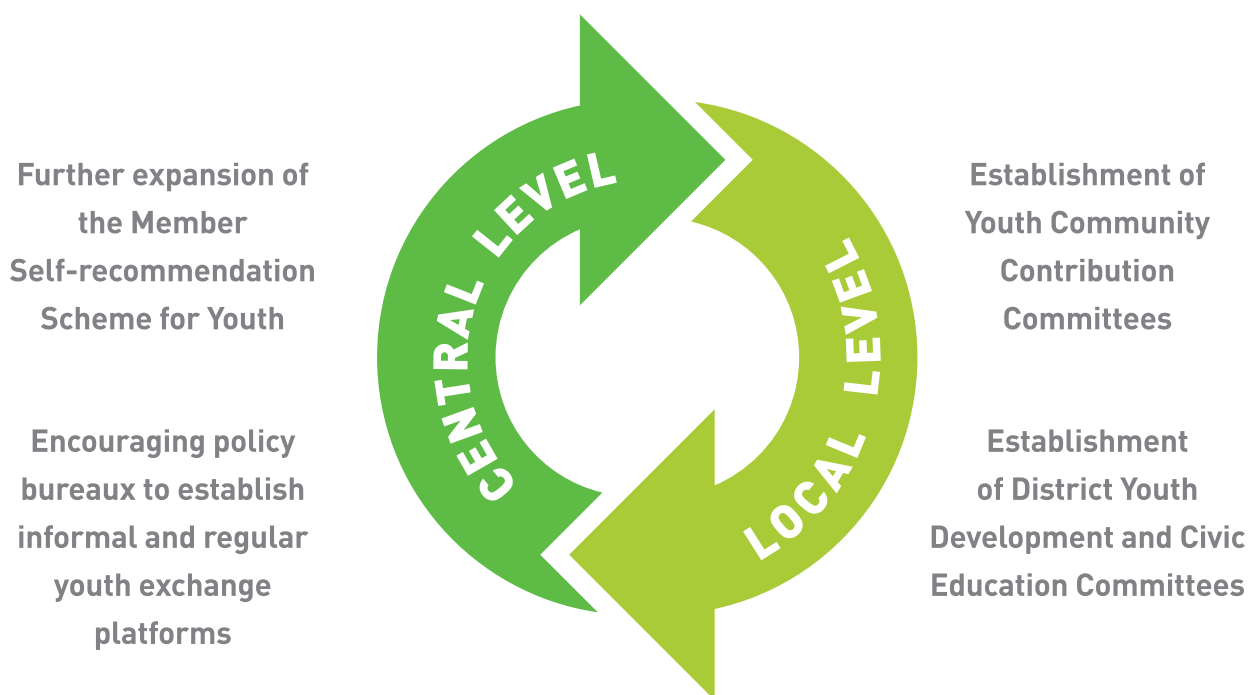 Further expansion of
the Member
Self-recommendation
Scheme for Youth
Encouraging policy
bureaux to establish
informal and regular
youth exchange
platforms
CENTRAL LEVEL
LOCAL LEVEL
Establishment of
Youth Community
Contribution
Committees
Establishment
of District Youth
Development and Civic
Education Committees